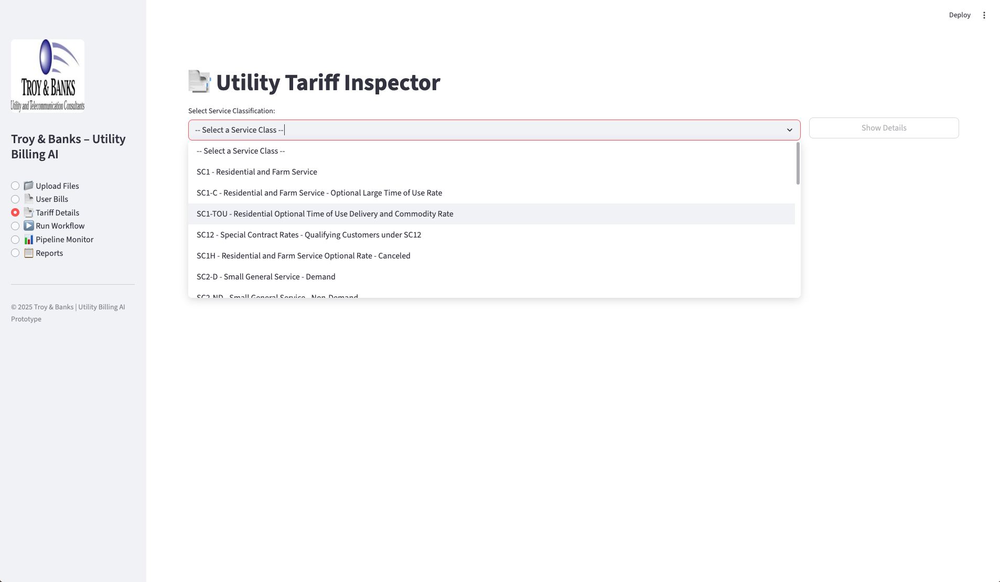 Deploy
TROY & BANKS
Utility and Telecommunication Consultants
Troy & Banks – Utility
Billing AI
Upload Files
User Bills
Tariff Details
Run Workflow
Pipeline Monitor
Reports
© 2025 Troy & Banks | Utility Billing AI
Prototype
Utility Tariff Inspector
Select Service Classification:
-- Select a Service Class --
Show Details
-- Select a Service Class --
SC1 - Residential and Farm Service
SC1-C - Residential and Farm Service - Optional Large Time of Use Rate
SC1-TOU - Residential Optional Time of Use Delivery and Commodity Rate
SC12 - Special Contract Rates - Qualifying Customers under SC12
SC1H - Residential and Farm Service Optional Rate - Canceled
SC2-D - Small General Service - Demand
SC2-ND - Small General Service - Non-Demand